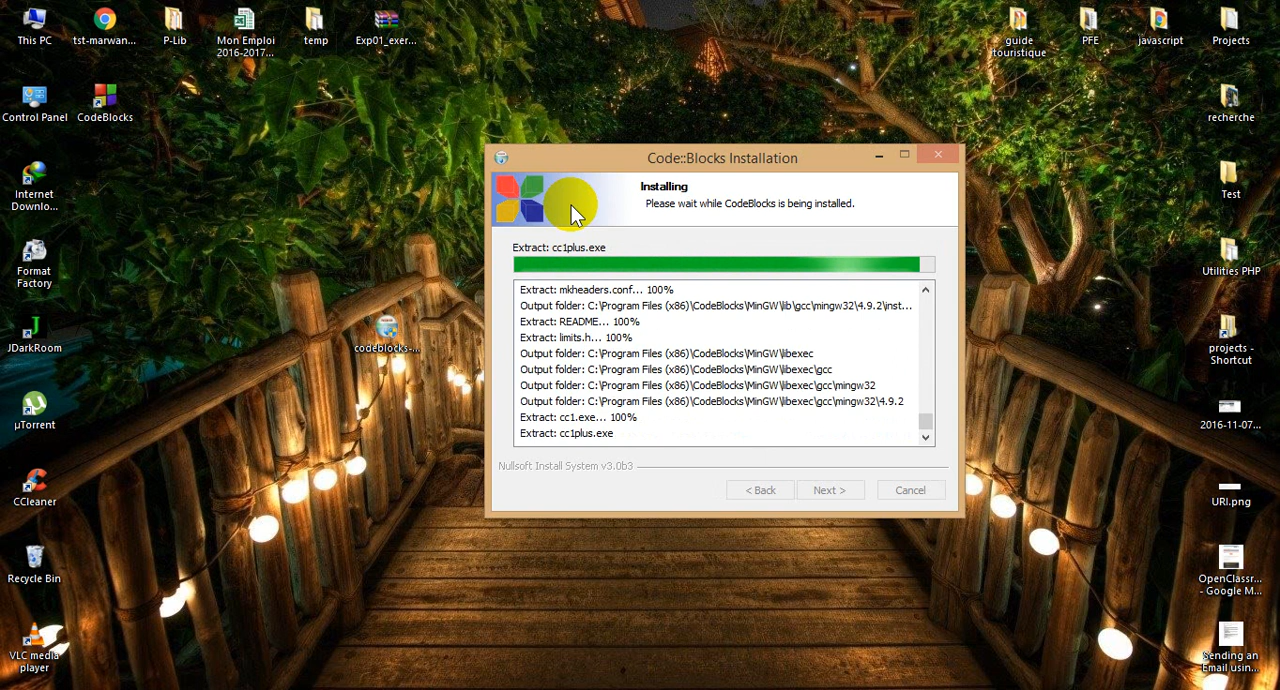 This PC
tst-marwan...
P-Lib
Mon Emploi
2016-2017...
temp
Exp01_exer...
guide
touristique
PFE
javascript
Projects
Control Panel
CodeBlocks
recherche
Internet
Downlo...
Test
Format
Factory
Utilities PHP
JDarkRoom
codeblocks-...
projects -
Shortcut
µTorrent
2016-11-07...
CCleaner
URI.png
Recycle Bin
OpenClassr...
- Google M...
VLC media
player
Sending an
Email usin...
Code::Blocks Installation
Installing
Please wait while CodeBlocks is being installed.
Extract: cc1plus.exe
Extract: mkheaders.conf... 100%
Output folder: C:\Program Files (x86)\CodeBlocks\MinGW\lib\gcc\mingw32\4.9.2\inst...
Extract: README... 100%
Extract: limits.h... 100%
Output folder: C:\Program Files (x86)\CodeBlocks\MinGW\libexec
Output folder: C:\Program Files (x86)\CodeBlocks\MinGW\libexec\gcc
Output folder: C:\Program Files (x86)\CodeBlocks\MinGW\libexec\gcc\mingw32
Output folder: C:\Program Files (x86)\CodeBlocks\MinGW\libexec\gcc\mingw32\4.9.2
Extract: cc1.exe... 100%
Extract: cc1plus.exe
Nullsoft Install System v3.0b3
< Back
Next >
Cancel